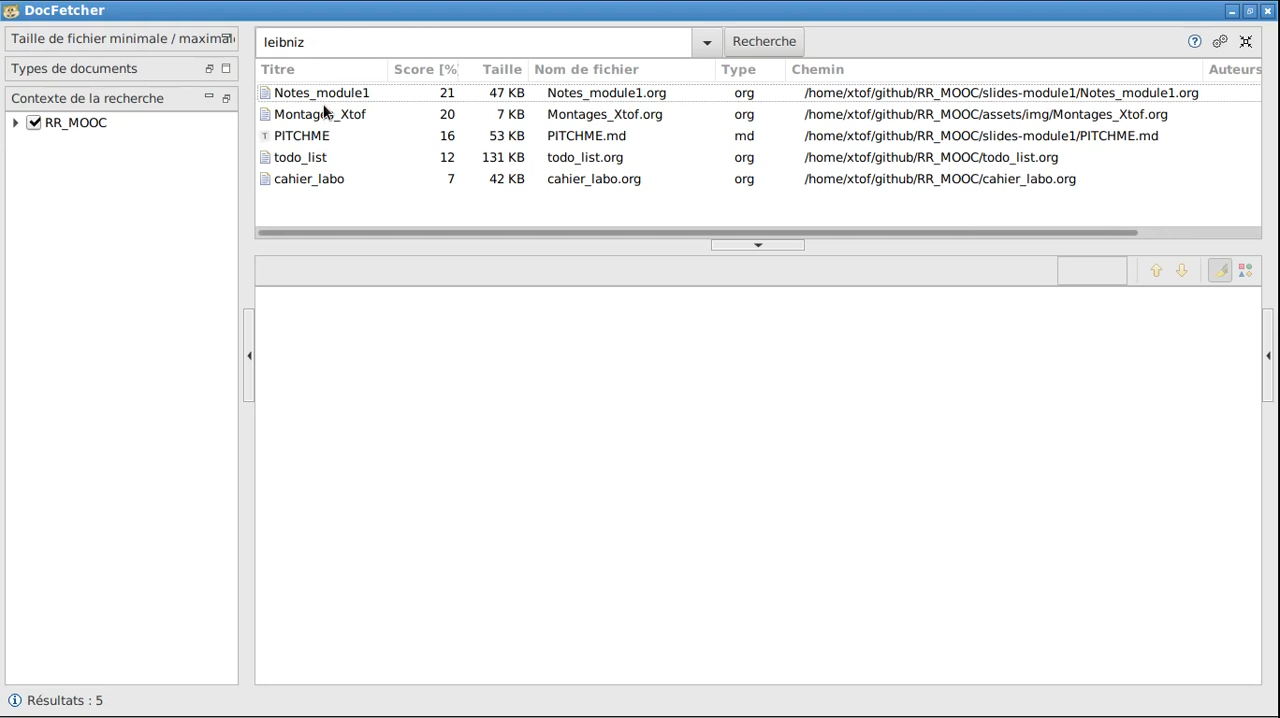 DocFetcher
Taille de fichier minimale / maximale
leibniz
Recherche
Types de documents
Titre Score [%] Taille Nom de fichier Type Chemin Auteurs
Contexte de la recherche
RR_MOOC
Notes_module1 21 47 KB Notes_module1.org org /home/xtof/github/RR_MOOC/slides-module1/Notes_module1.org
Montages_Xtof 20 7 KB Montages_Xtof.org org /home/xtof/github/RR_MOOC/assets/img/Montages_Xtof.org
PITCHME 16 53 KB PITCHME.md md /home/xtof/github/RR_MOOC/slides-module1/PITCHME.md
todo_list 12 131 KB todo_list.org org /home/xtof/github/RR_MOOC/todo_list.org
cahier_labo 7 42 KB cahier_labo.org org /home/xtof/github/RR_MOOC/cahier_labo.org
Résultats : 5